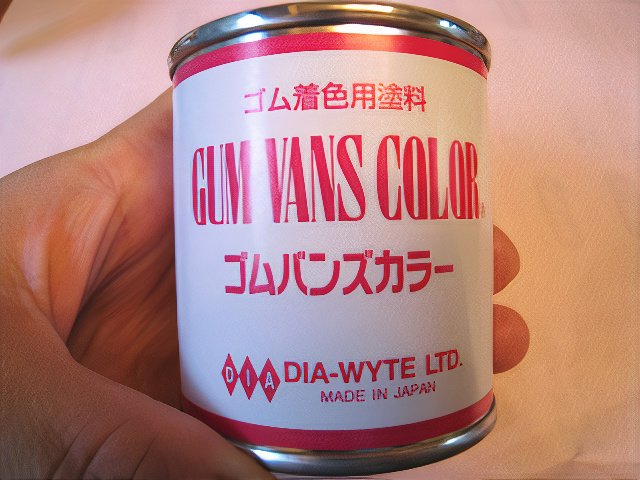 ゴム着色用塗料
GUM VANS COLOR
ゴムバンズカラー
DIA DIA-WYTE LTD.
MADE IN JAPAN